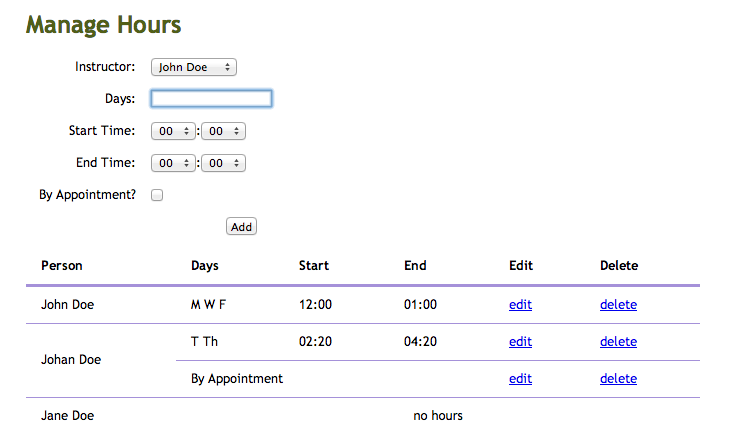 Manage Hours
Instructor: John Doe
Days:
Start Time: 00 : 00
End Time: 00 : 00
By Appointment?
Add
Person Days Start End Edit Delete
John Doe M W F 12:00 01:00 edit delete
T Th 02:20 04:20 edit delete
Johan Doe
By Appointment edit delete
Jane Doe no hours